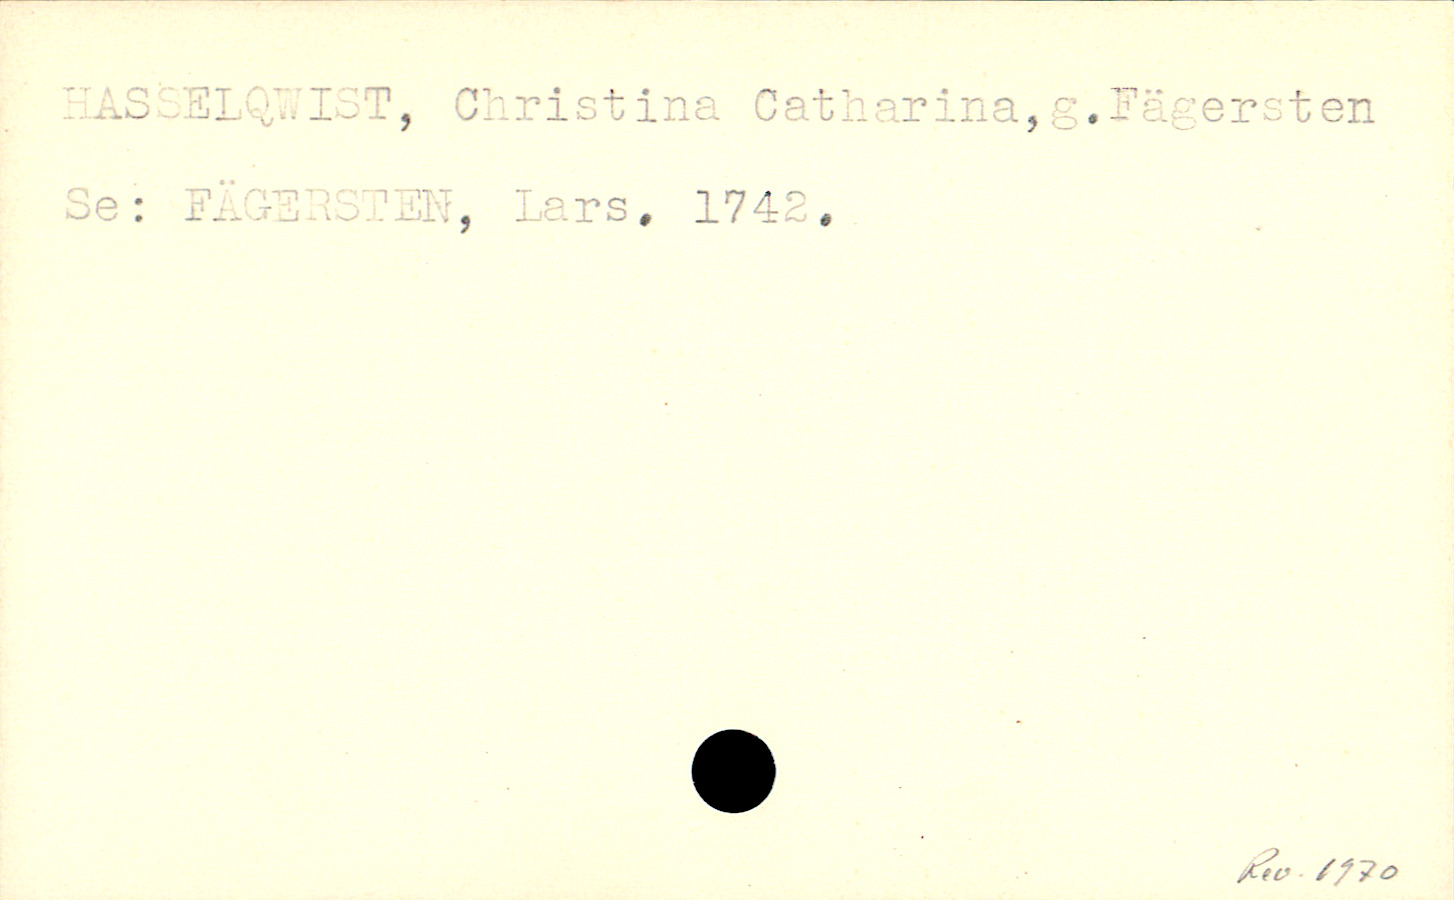 HASSELQWIST, Christina Catharina,g.Fägersten
Se: FÄGERSTEN, Lars. 1742.
Rev. 1970